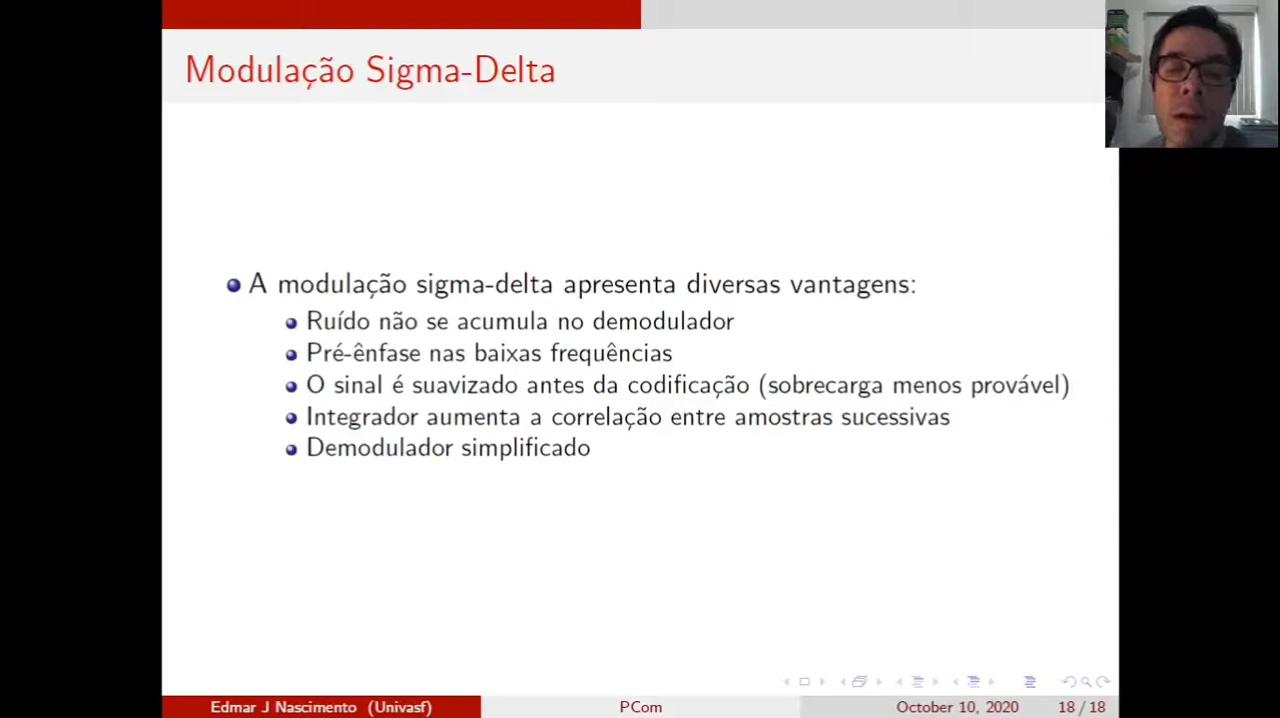 Modulação Sigma-Delta
A modulação sigma-delta apresenta diversas vantagens:
Ruído não se acumula no demodulador
Pré-ênfase nas baixas frequências
O sinal é suavizado antes da codificação (sobrecarga menos provável)
Integrador aumenta a correlação entre amostras sucessivas
Demodulador simplificado
Edmar J Nascimento (Univasf)
PCom
October 10, 2020
18 / 18